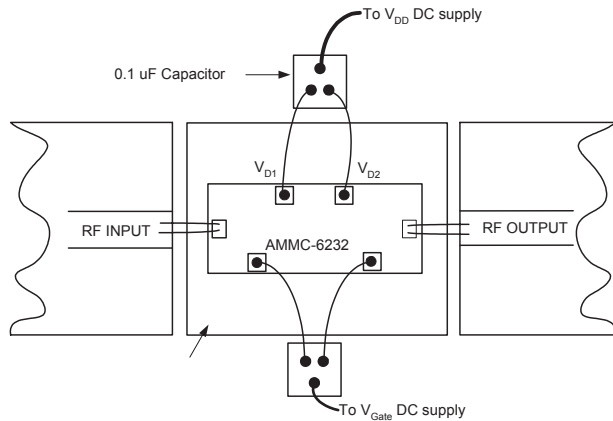 To V_DD DC supply
0.1 uF Capacitor
V_D1
V_D2
RF INPUT
RF OUTPUT
AMMC-6232
To V_Gate DC supply